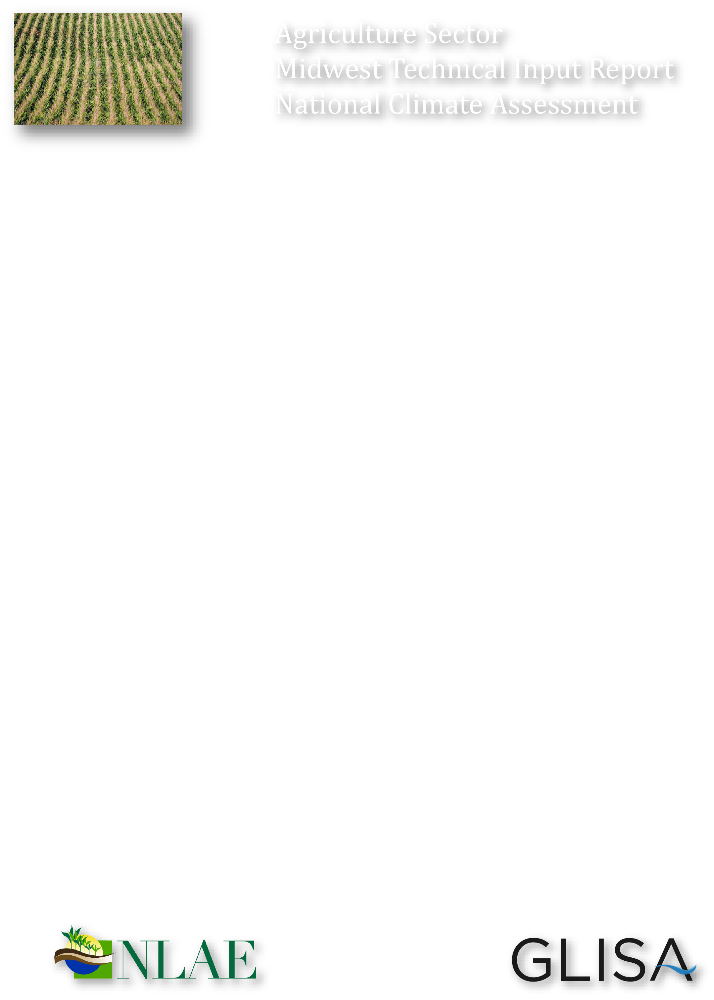 Agriculture Sector
Midwest Technical Input Report
National Climate Assessment
NLAE
GLISA